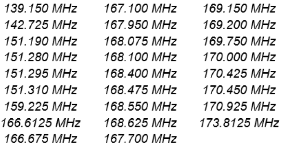 139.150 MHz 167.100 MHz 169.150 MHz
142.725 MHz 167.950 MHz 169.200 MHz
151.190 MHz 168.075 MHz 169.750 MHz
151.280 MHz 168.100 MHz 170.000 MHz
151.295 MHz 168.400 MHz 170.425 MHz
151.310 MHz 168.475 MHz 170.450 MHz
159.225 MHz 168.550 MHz 170.925 MHz
166.6125 MHz 168.625 MHz 173.8125 MHz
166.675 MHz 167.700 MHz